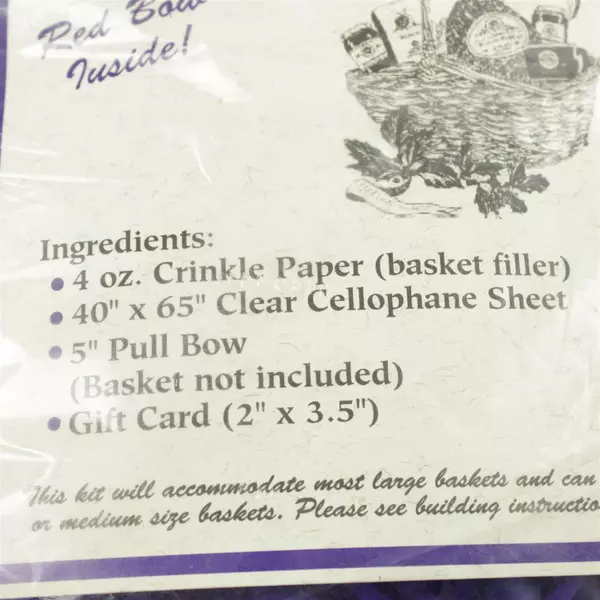 Red Bow
Inside!
Ingredients:
• 4 oz. Crinkle Paper (basket filler)
• 40" x 65" Clear Cellophane Sheet
• 5" Pull Bow
(Basket not included)
• Gift Card (2" x 3.5")
This kit will accommodate most large baskets and can
or medium size baskets. Please see building instructio